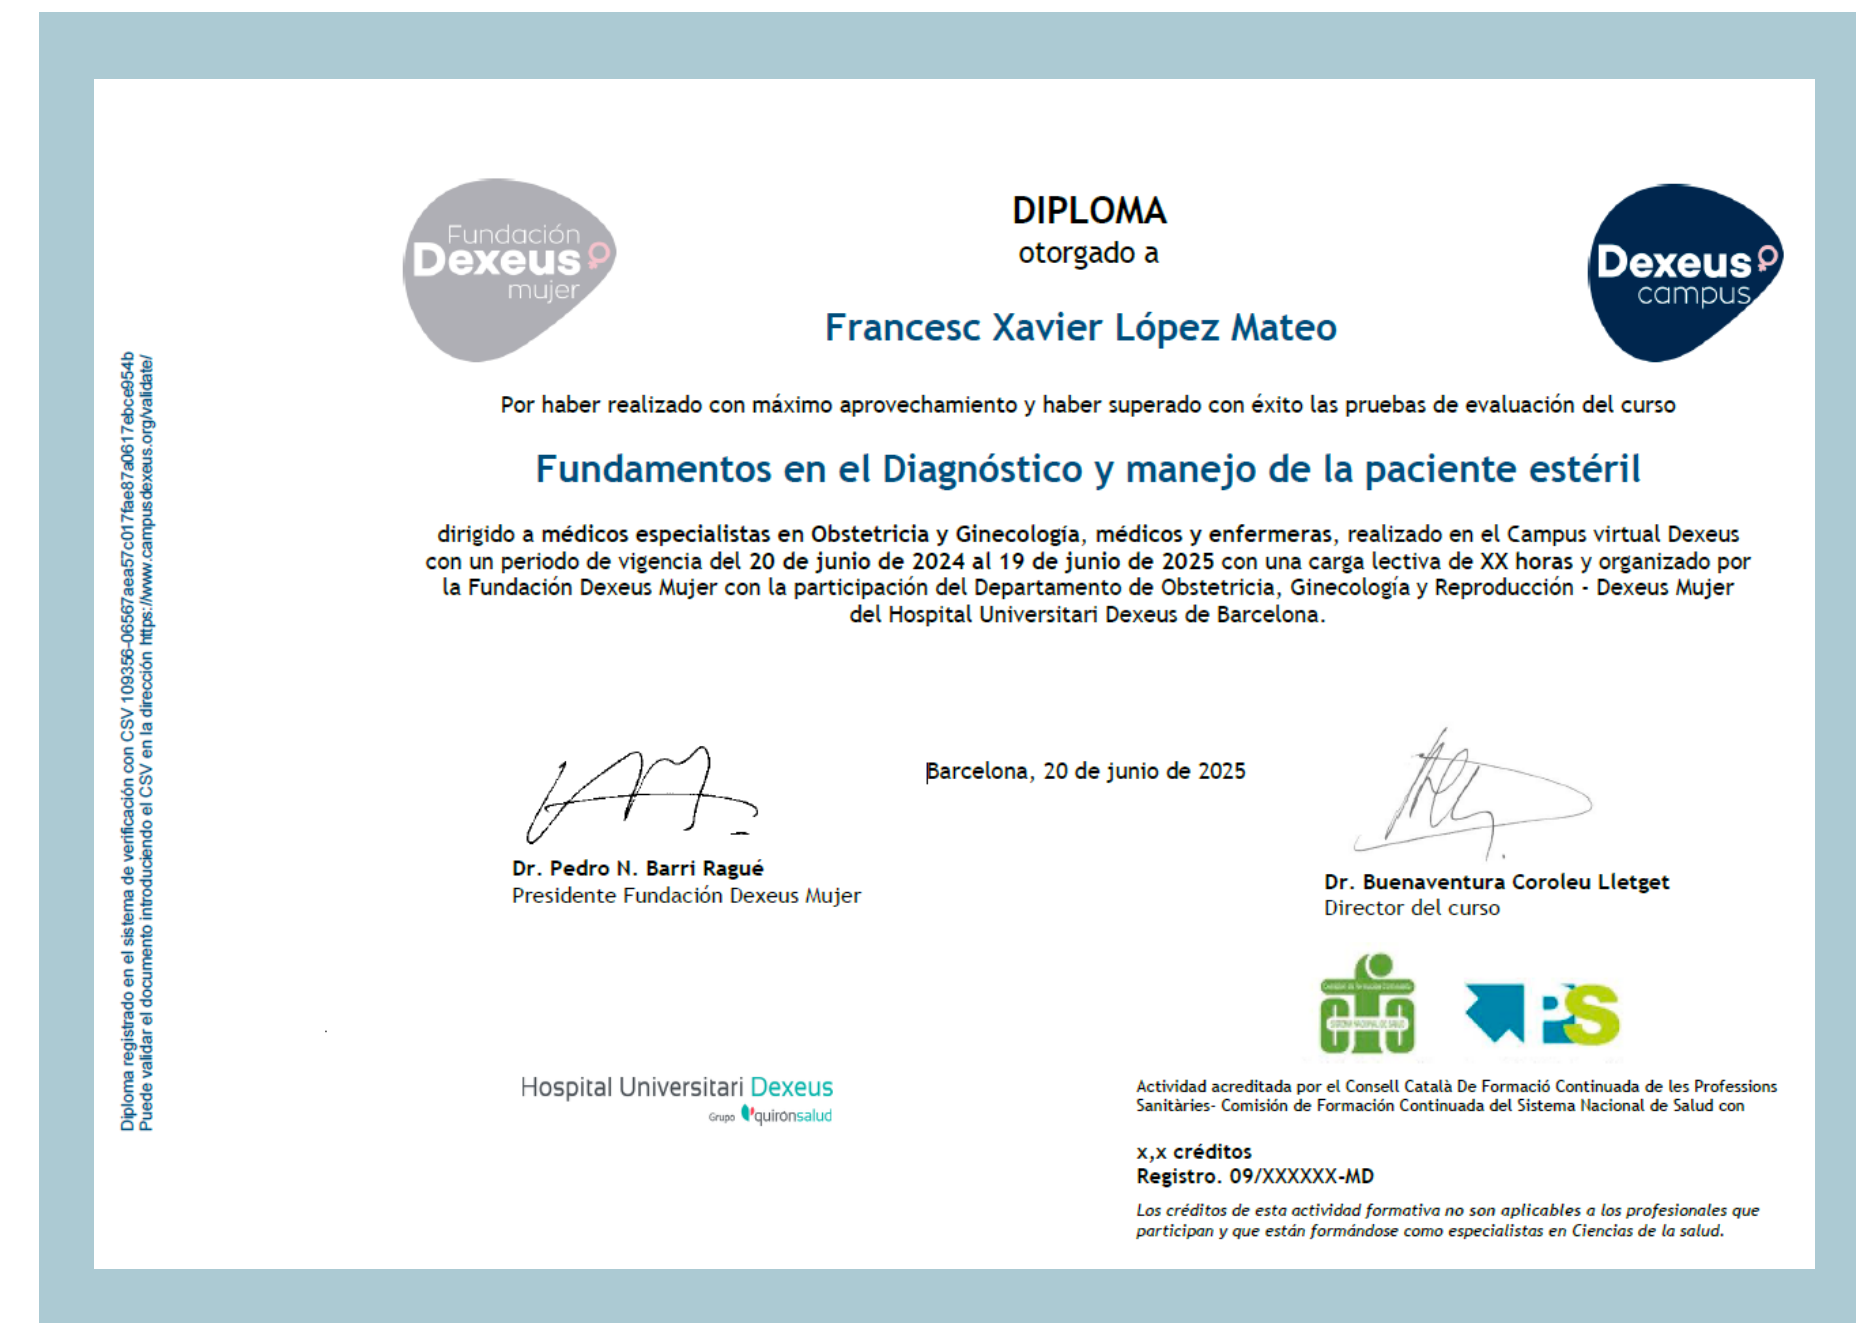 Fundación
Dexeus
mujer
DIPLOMA
otorgado a
Dexeus
campus
Francesc Xavier López Mateo
Por haber realizado con máximo aprovechamiento y haber superado con éxito las pruebas de evaluación del curso
Fundamentos en el Diagnóstico y manejo de la paciente estéril
dirigido a médicos especialistas en Obstetricia y Ginecología, médicos y enfermeras, realizado en el Campus virtual Dexeus
con un periodo de vigencia del 20 de junio de 2024 al 19 de junio de 2025 con una carga lectiva de XX horas y organizado por
la Fundación Dexeus Mujer con la participación del Departamento de Obstetricia, Ginecología y Reproducción - Dexeus Mujer
del Hospital Universitari Dexeus de Barcelona.
Barcelona, 20 de junio de 2025
Dr. Pedro N. Barri Ragué
Presidente Fundación Dexeus Mujer
Dr. Buenaventura Coroleu Lletget
Director del curso
PS
Hospital Universitari Dexeus
Grupo quirónsalud
Actividad acreditada por el Consell Català De Formació Continuada de les Professions
Sanitàries- Comisión de Formación Continuada del Sistema Nacional de Salud con
x,x créditos
Registro. 09/XXXXXX-MD
Los créditos de esta actividad formativa no son aplicables a los profesionales que
participan y que están formándose como especialistas en Ciencias de la salud.
Diploma registrado en el sistema de verificación con CSV 109356-06567aea57c017fae87a0617ebce954b
Puede validar el documento introduciendo el CSV en la dirección https://www.campusdexeus.org/validate/